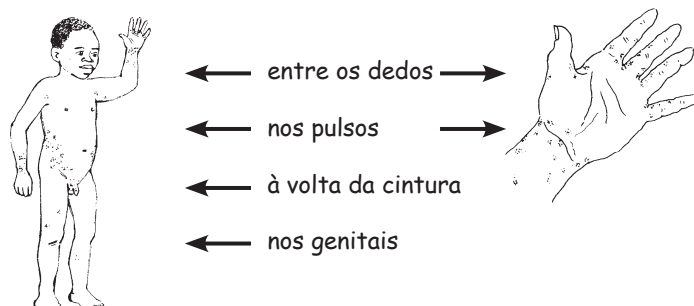 entre os dedos
nos pulsos
à volta da cintura
nos genitais